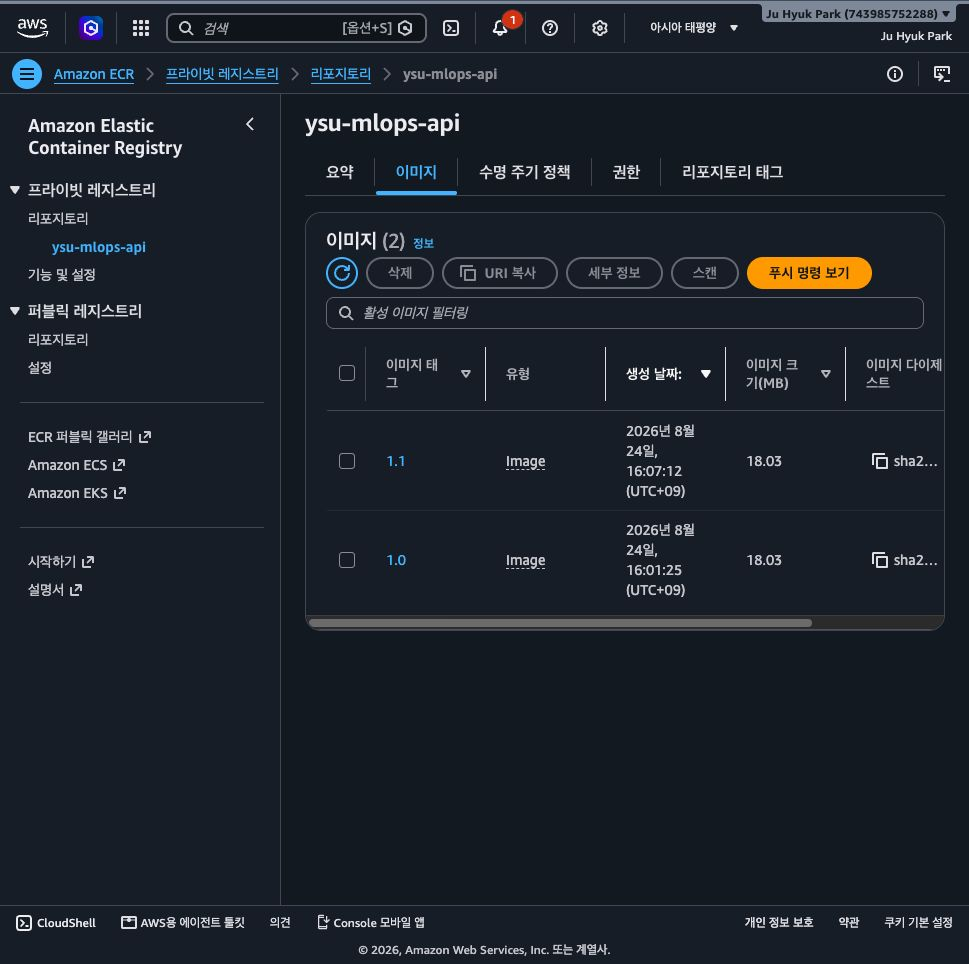 aws
검색
[옵션+S]
1
아시아 태평양
Ju Hyuk Park (743985752288)
Ju Hyuk Park
Amazon ECR
프라이빗 레지스트리
리포지토리
ysu-mlops-api
Amazon Elastic
Container Registry
프라이빗 레지스트리
리포지토리
ysu-mlops-api
기능 및 설정
퍼블릭 레지스트리
리포지토리
설정
ECR 퍼블릭 갤러리
Amazon ECS
Amazon EKS
시작하기
설명서
ysu-mlops-api
요약
이미지
수명 주기 정책
권한
리포지토리 태그
이미지 (2) 정보
삭제
URI 복사
세부 정보
스캔
푸시 명령 보기
활성 이미지 필터링
이미지 태
그
유형
생성 날짜:
이미지 크
기(MB)
이미지 다이제
스트
1.1
Image
2026년 8월
24일,
16:07:12
(UTC+09)
18.03
sha2...
1.0
Image
2026년 8월
24일,
16:01:25
(UTC+09)
18.03
sha2...
CloudShell
AWS용 에이전트 툴킷
의견
Console 모바일 앱
개인 정보 보호
약관
쿠키 기본 설정
© 2026, Amazon Web Services, Inc. 또는 계열사.